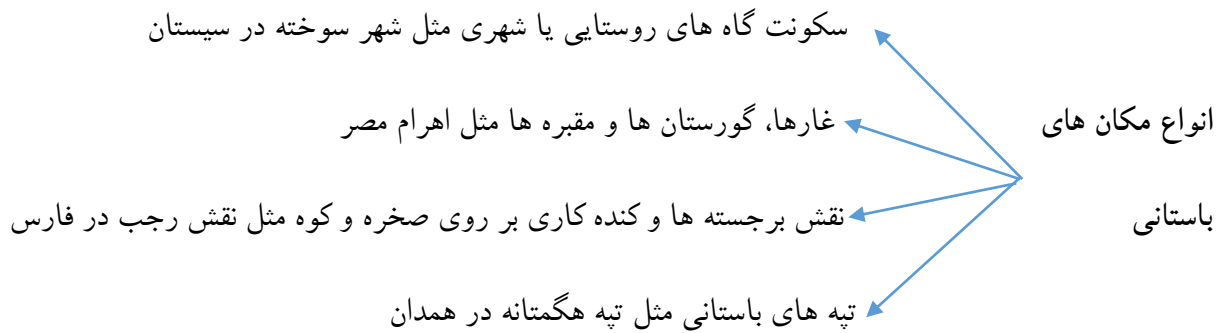 سکونت گاه های روستایی یا شهری مثل شهر سوخته در سیستان
انواع مکان های
غارها، گورستان ها و مقبره ها مثل اهرام مصر
باستانی
نقش برجسته ها و کنده کاری بر روی صخره و کوه مثل نقش رجب در فارس
تپه های باستانی مثل تپه هگمتانه در همدان